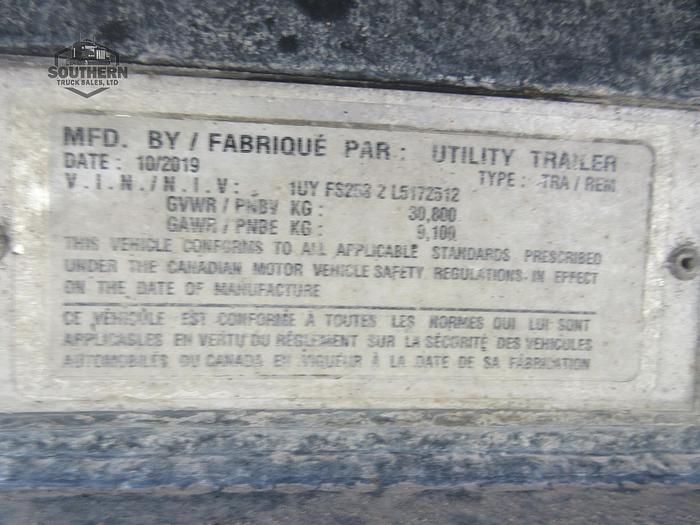 SOUTHERN
TRUCK SALES, LTD
MFD. BY / FABRIQUÉ PAR : UTILITY TRAILER
DATE : 10/2019 TYPE : TRA / REM
V.I.N./N.I.V: 1UY FS253 2 L5172512
GVWR / PNBV KG : 30,800
GAWR / PNBE KG : 9,100
THIS VEHICLE CONFORMS TO ALL APPLICABLE STANDARDS PRESCRIBED
UNDER THE CANADIAN MOTOR VEHICLE SAFETY REGULATIONS IN EFFECT
ON THE DATE OF MANUFACTURE
CE VÉHICULE EST CONFORME À TOUTES LES NORMES QUI LUI SONT
APPLICABLES EN VERTU DU RÈGLEMENT SUR LA SÉCURITÉ DES VÉHICULES
AUTOMOBILES DU CANADA EN VIGUEUR À LA DATE DE SA FABRICATION